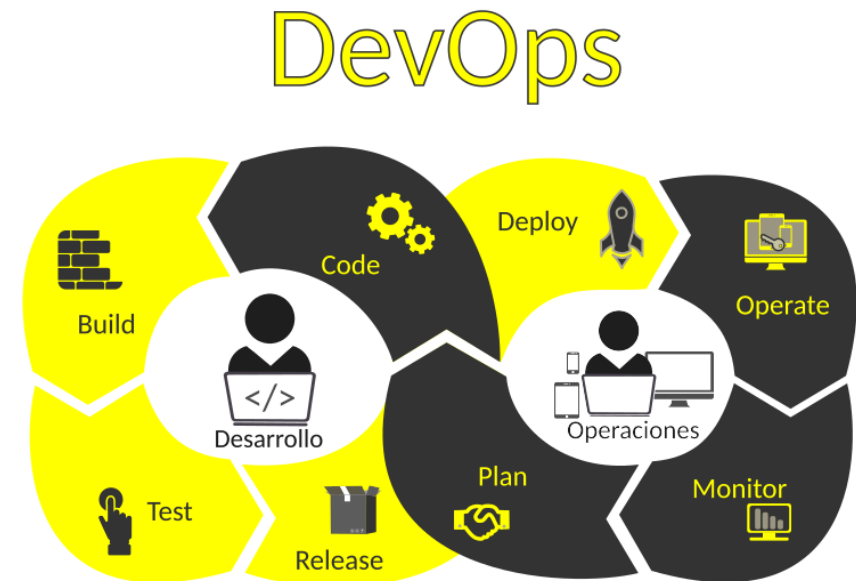 DevOps
Deploy
Code
Operate
Build
</>
Desarrollo
Operaciones
Plan
Monitor
Test
Release